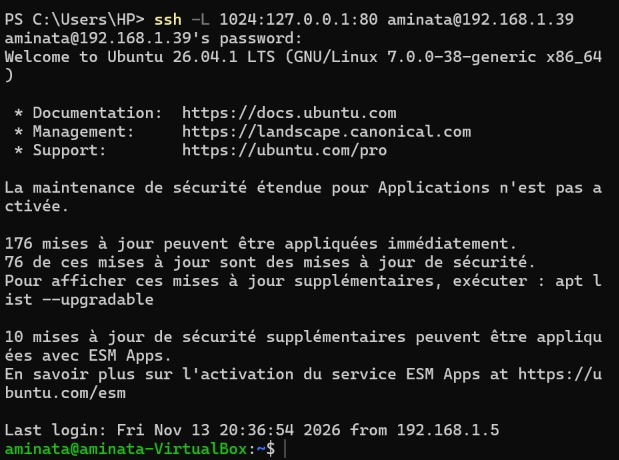 PS C:\Users\HP> ssh -L 1024:127.0.0.1:80 aminata@192.168.1.39
aminata@192.168.1.39's password:
Welcome to Ubuntu 26.04.1 LTS (GNU/Linux 7.0.0-38-generic x86_64
)

 * Documentation:  https://docs.ubuntu.com
 * Management:     https://landscape.canonical.com
 * Support:        https://ubuntu.com/pro

La maintenance de sécurité étendue pour Applications n'est pas a
ctivée.

176 mises à jour peuvent être appliquées immédiatement.
76 de ces mises à jour sont des mises à jour de sécurité.
Pour afficher ces mises à jour supplémentaires, exécuter : apt l
ist --upgradable

10 mises à jour de sécurité supplémentaires peuvent être appliqu
ées avec ESM Apps.
En savoir plus sur l'activation du service ESM Apps at https://u
buntu.com/esm

Last login: Fri Nov 13 20:36:54 2026 from 192.168.1.5
aminata@aminata-VirtualBox:~$